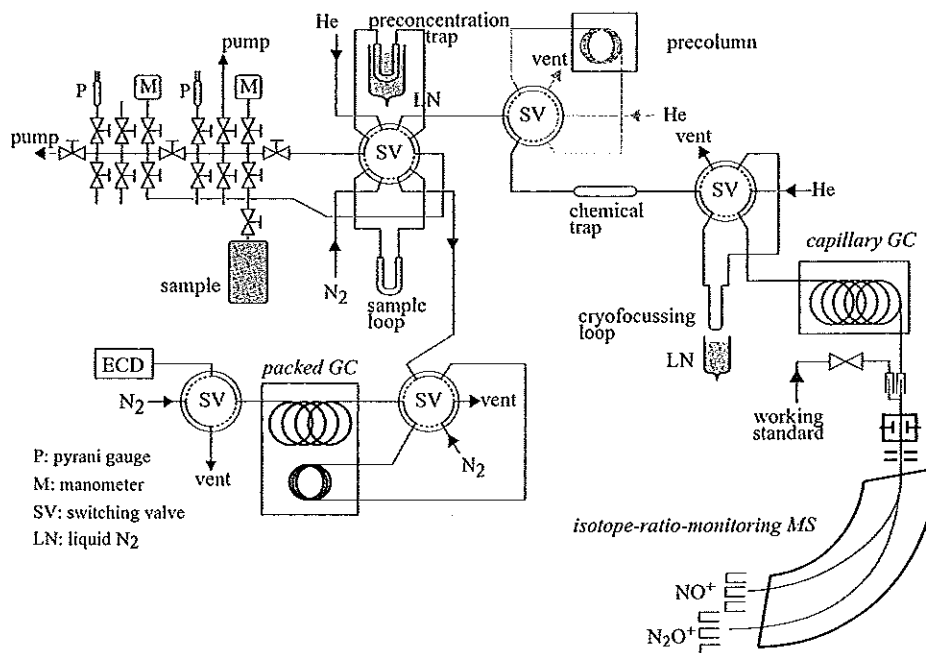 He
preconcentration
trap
pump
P
M
P
M
LN
vent
precolumn
SV
He
pump
SV
vent
SV
He
chemical
trap
capillary GC
sample
N2
sample
loop
cryofocussing
loop
LN
ECD
packed GC
N2
SV
SV
vent
working
standard
vent
N2
P: pyrani gauge
M: manometer
SV: switching valve
LN: liquid N2
isotope-ratio-monitoring MS
NO+
N2O+